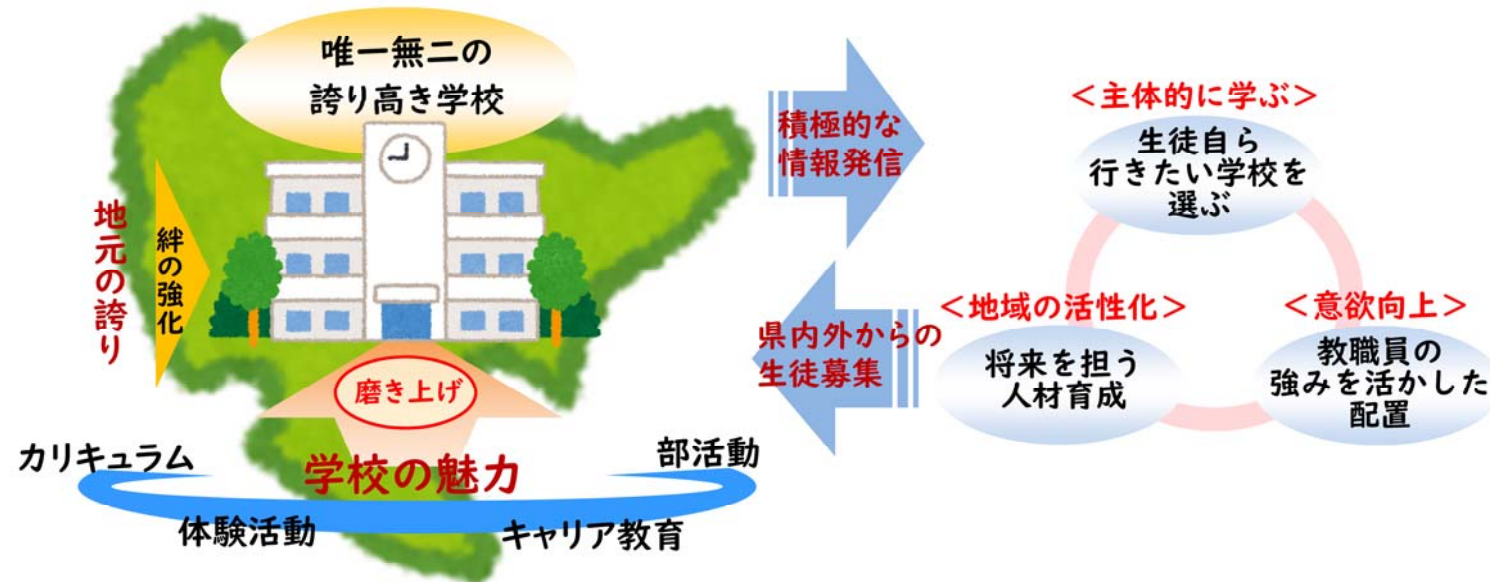 唯一無二の
誇り高き学校
地元の誇り
絆の強化
磨き上げ
学校の魅力
カリキュラム
体験活動
キャリア教育
部活動
積極的な
情報発信
県内外からの
生徒募集
<主体的に学ぶ>
生徒自ら
行きたい学校を
選ぶ
<地域の活性化>
将来を担う
人材育成
<意欲向上>
教職員の
強みを活かした
配置